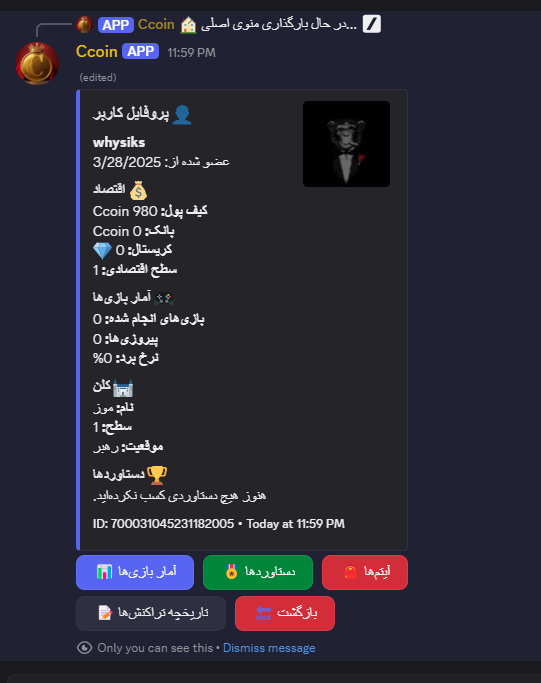 APP Ccoin 🏠 در حال بارگذاری منوی اصلی...
Ccoin APP 11:59 PM
(edited)
👤 پروفایل کاربر
whysiks
عضو شده از: 3/28/2025
💰 اقتصاد
کیف پول: 980 Ccoin
بانک: 0 Ccoin
کریستال: 0 💎
سطح اقتصادی: 1
🎮 آمار بازی‌ها
بازی‌های انجام شده: 0
پیروزی‌ها: 0
نرخ برد: 0%
🏰 کلن
نام: موز
سطح: 1
موقعیت: رهبر
🏆 دستاوردها
هنوز هیچ دستاوردی کسب نکرده‌اید.
ID: 700031045231182005 • Today at 11:59 PM
📊 آمار بازی‌ها
🏅 دستاوردها
🎒 آیتم‌ها
📝 تاریخچه تراکنش‌ها
🔙 بازگشت
Only you can see this • Dismiss message